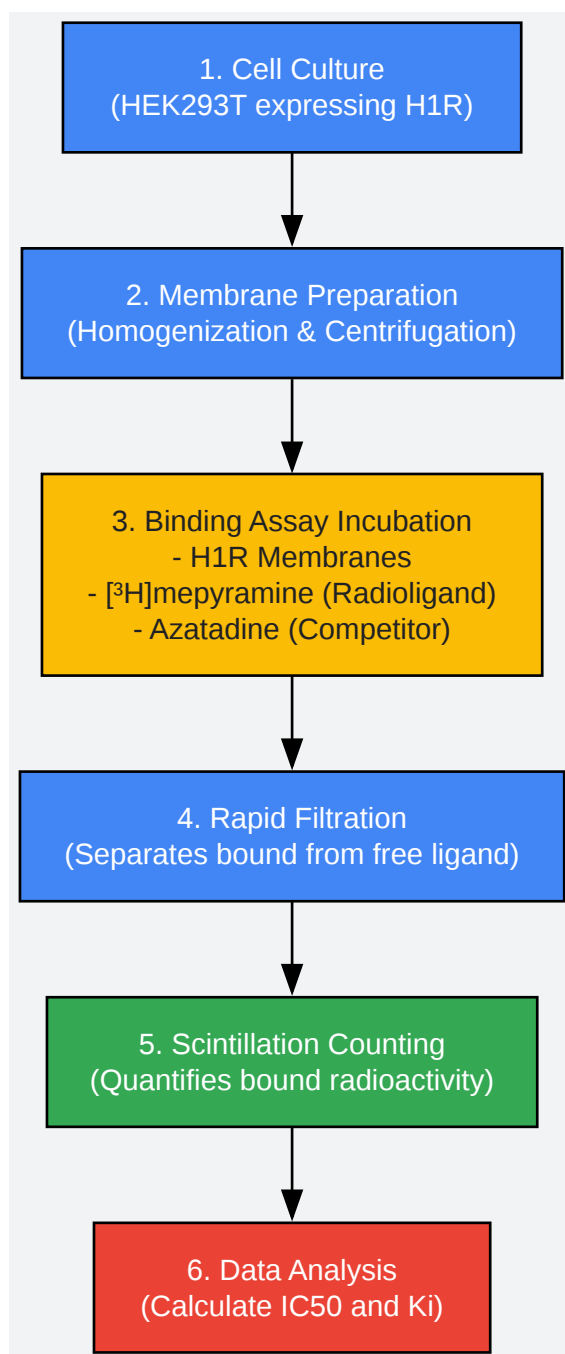 1. Cell Culture
(HEK293T expressing H1R)
2. Membrane Preparation
(Homogenization & Centrifugation)
3. Binding Assay Incubation
- H1R Membranes
- [³H]mepyramine (Radioligand)
- Azatadine (Competitor)
4. Rapid Filtration
(Separates bound from free ligand)
5. Scintillation Counting
(Quantifies bound radioactivity)
6. Data Analysis
(Calculate IC50 and Ki)